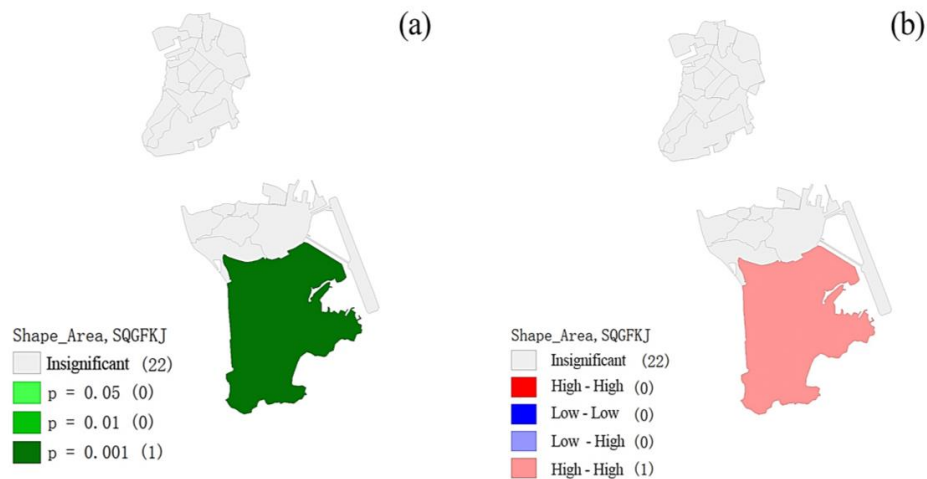 (a)
Shape_Area, SQGFKJ
Insignificant (22)
p = 0.05 (0)
p = 0.01 (0)
p = 0.001 (1)
(b)
Shape_Area, SQGFKJ
Insignificant (22)
High - High (0)
Low - Low (0)
Low - High (0)
High - High (1)